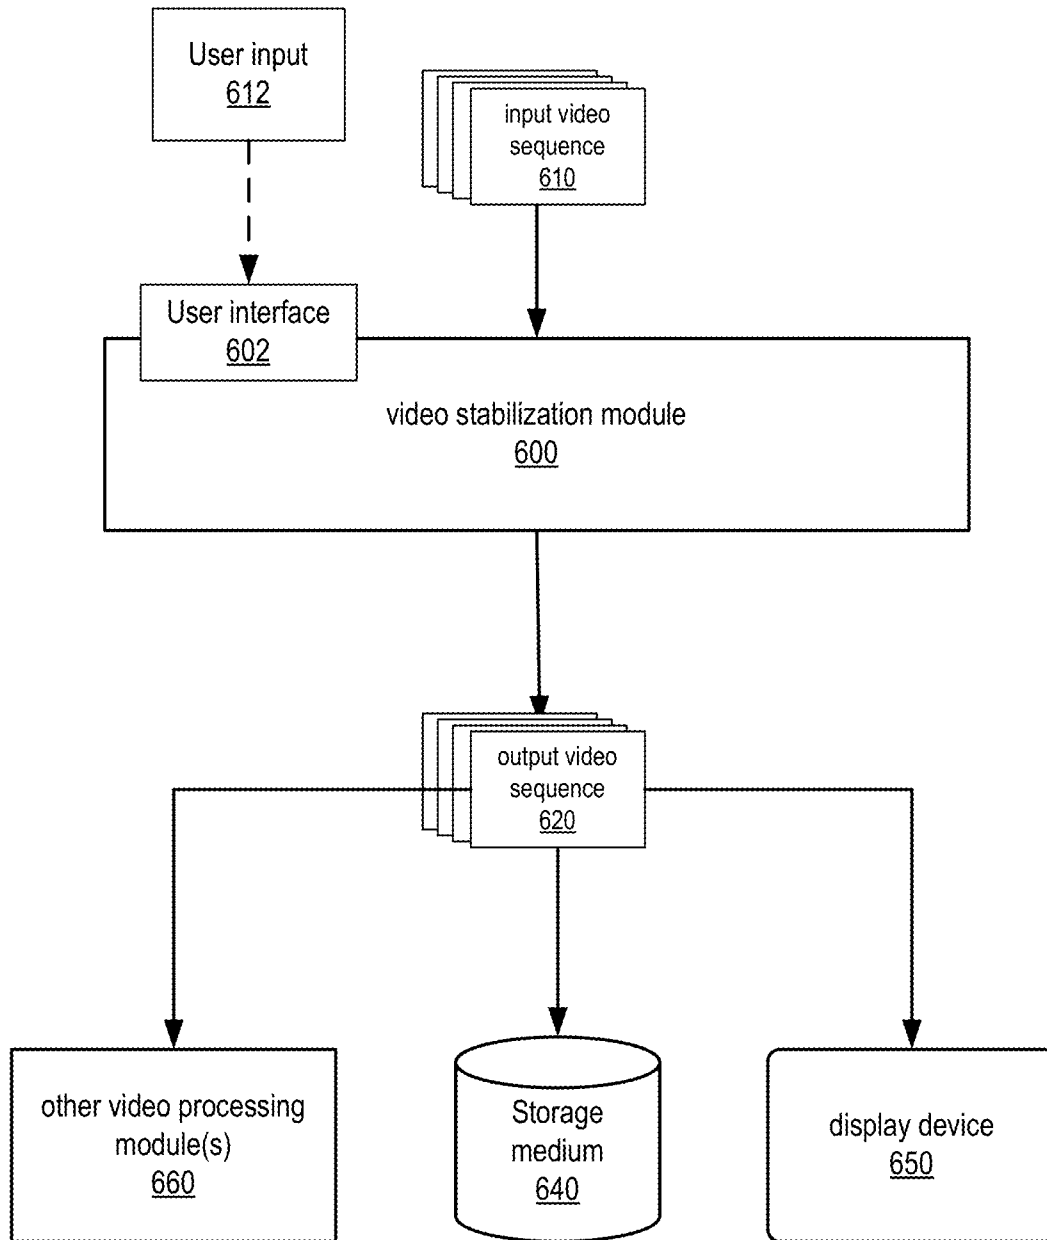 User input
612
input video
sequence
610
User interface
602
video stabilization module
600
output video
sequence
620
other video processing
module(s)
660
Storage
medium
640
display device
650